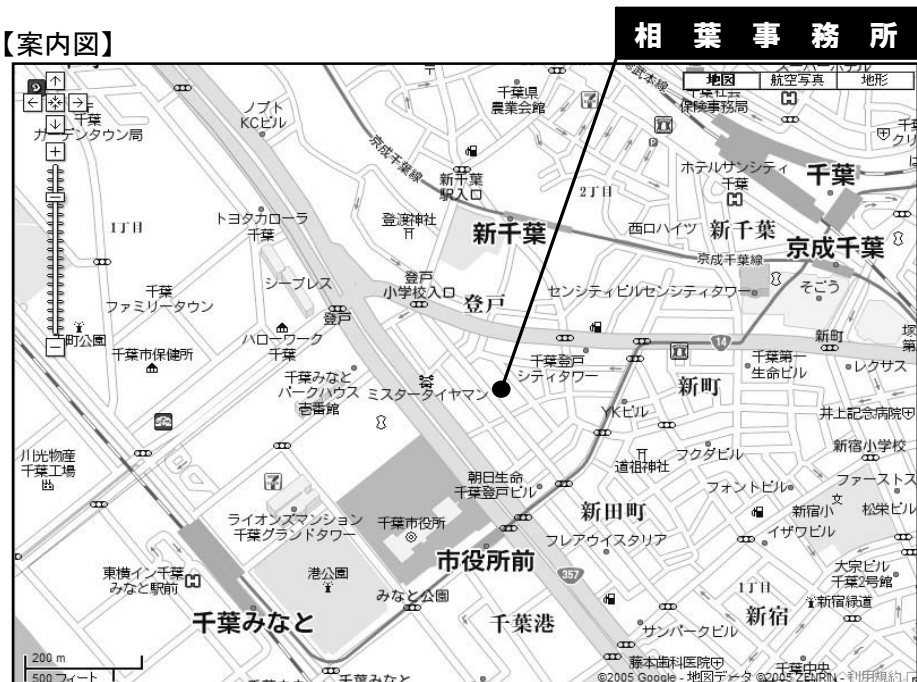 相葉事務所
【案内図】
地図
航空写真
地形
千葉県
農業会館
保険事務局
ノブト
KCビル
千葉
ガーデンタウン局
京成千葉線
新千葉
駅入口
2丁目
ホテルサンシティ
千葉
千葉
1丁目
トヨタカローラ
千葉
登渡神社
新千葉
西口ハイツ
新千葉
京成千葉
京成千葉線
千葉
ファミリータウン
シープレス
登戸
小学校入口
登戸
センシティビルセンシティタワー
そごう
登戸
ハローワーク
千葉
千葉市保健所
14
新町
千葉登戸
シティタワー
千葉第一
生命ビル
レクサス
千葉みなと
パークハウス
壱番館
ミスタータイヤマン
新町
YKビル
井上記念病院
川光物産
千葉工場
道祖神社
フクダビル
新宿小学校
朝日生命
千葉登戸ビル
フォントビル
ファーストス
ライオンズマンション
千葉グランドタワー
千葉市役所
新田町
新宿小
松栄ビル
イザワビル
フレアウイスタリア
市役所前
357
大宗ビル
千葉2号館
東横イン千葉
みなと駅前
港公園
みなと公園
1丁目
新宿緑道
千葉みなと
千葉港
新宿
サンパークビル
200 m
500 フィート
藤本歯科医院
千葉中央
千葉みなと
©2005 Google - 地図データ ©2005 ZENRIN - 利用規約